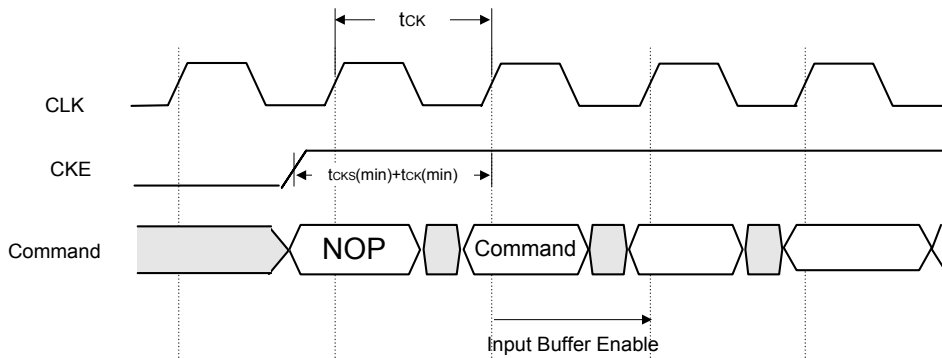 tCK
CLK
CKE
tCKS(min)+tCK(min)
Command
NOP
Command
Input Buffer Enable